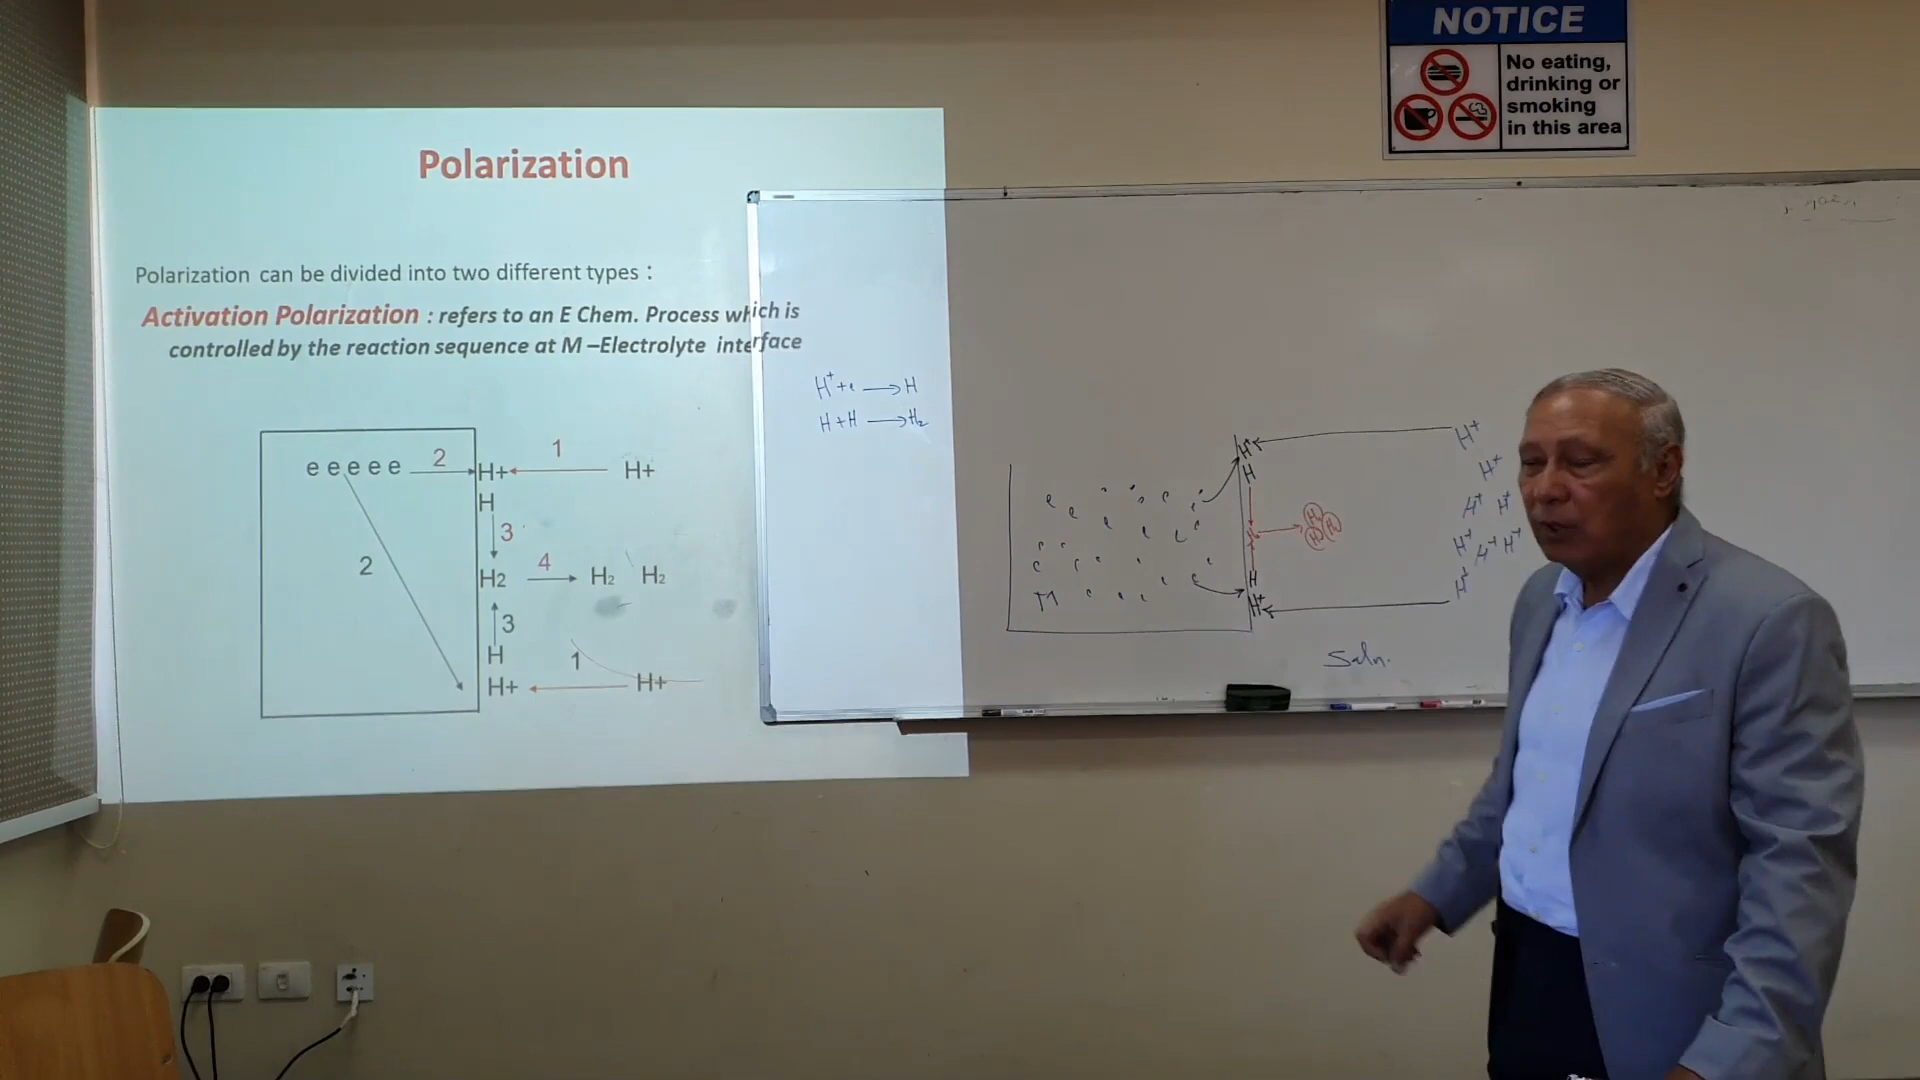 NOTICE
No eating,
drinking or
smoking
in this area
Polarization
Polarization can be divided into two different types :
Activation Polarization : refers to an E Chem. Process which is
controlled by the reaction sequence at M –Electrolyte interface
e e e e e 2 H+ 1 H+
H
3
2 H2 4 H₂ H₂
3
H
1
H+ H+
H⁺+e → H
H+H → H₂
H⁺ H⁺
H H⁺
H⁺ H⁺
H⁺ H⁺ H⁺
H H⁺
H⁺
M
Soln.